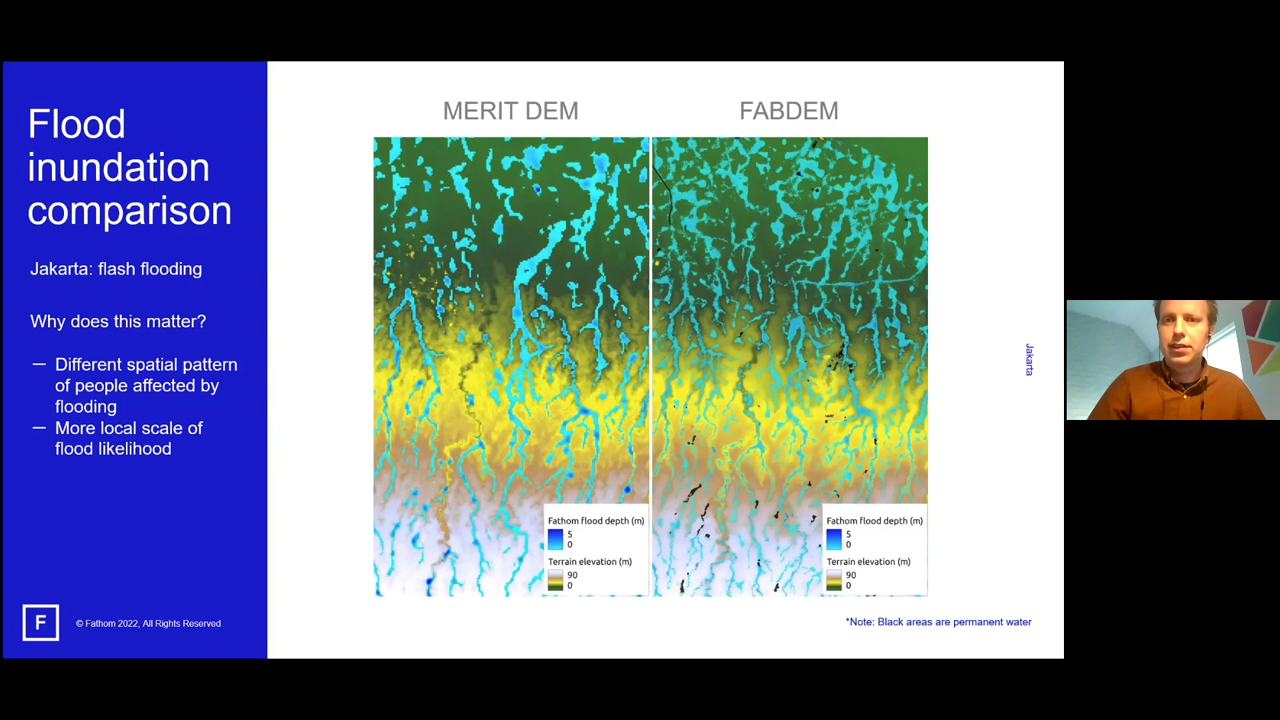 Flood
inundation
comparison
Jakarta: flash flooding
Why does this matter?
— Different spatial pattern
of people affected by
flooding
— More local scale of
flood likelihood
F
© Fathom 2022, All Rights Reserved
MERIT DEM
FABDEM
Fathom flood depth (m)
5
0
Terrain elevation (m)
90
0
Fathom flood depth (m)
5
0
Terrain elevation (m)
90
0
Jakarta
*Note: Black areas are permanent water